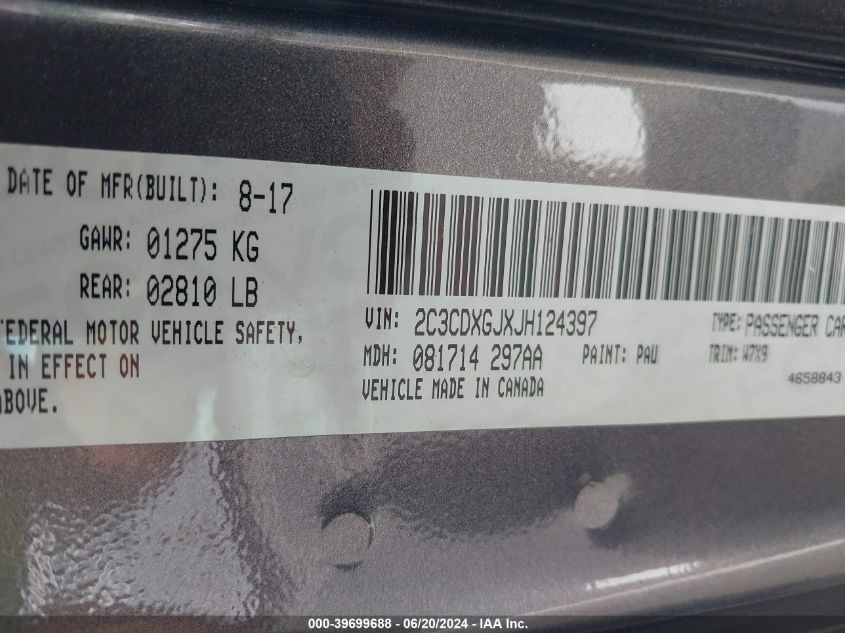 DATE OF MFR(BUILT): 8-17
GAWR: 01275 KG
REAR: 02810 LB
FEDERAL MOTOR VEHICLE SAFETY,
IN EFFECT ON
ABOVE.
VIN: 2C3CDXGJXJH124397
TYPE: PASSENGER CAR
MDH: 081714 297AA
PAINT: PAU
TRIM: W7X9
VEHICLE MADE IN CANADA
4658843
000-39699688 - 06/20/2024 - IAA Inc.